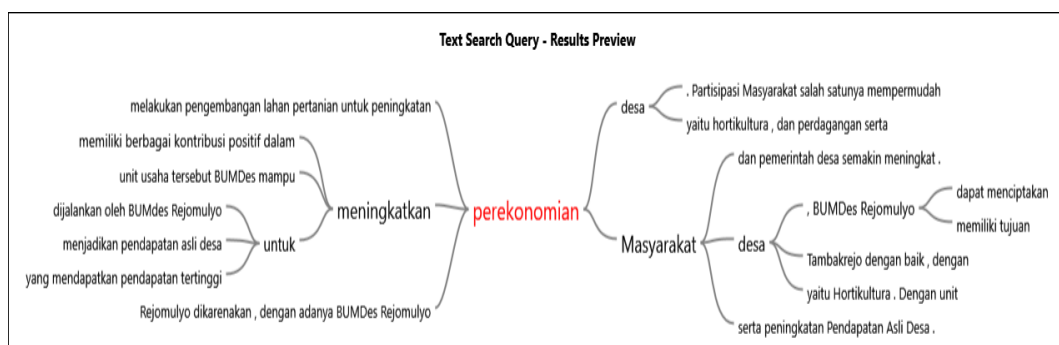 Text Search Query - Results Preview
melakukan pengembangan lahan pertanian untuk peningkatan
memiliki berbagai kontribusi positif dalam
unit usaha tersebut BUMDes mampu
dijalankan oleh BUMdes Rejomulyo
menjadikan pendapatan asli desa
yang mendapatkan pendapatan tertinggi
untuk
meningkatkan
Rejomulyo dikarenakan , dengan adanya BUMDes Rejomulyo
perekonomian
desa
. Partisipasi Masyarakat salah satunya mempermudah
yaitu hortikultura , dan perdagangan serta
Masyarakat
dan pemerintah desa semakin meningkat .
desa
, BUMDes Rejomulyo
dapat menciptakan
memiliki tujuan
Tambakrejo dengan baik , dengan
yaitu Hortikultura . Dengan unit
serta peningkatan Pendapatan Asli Desa .